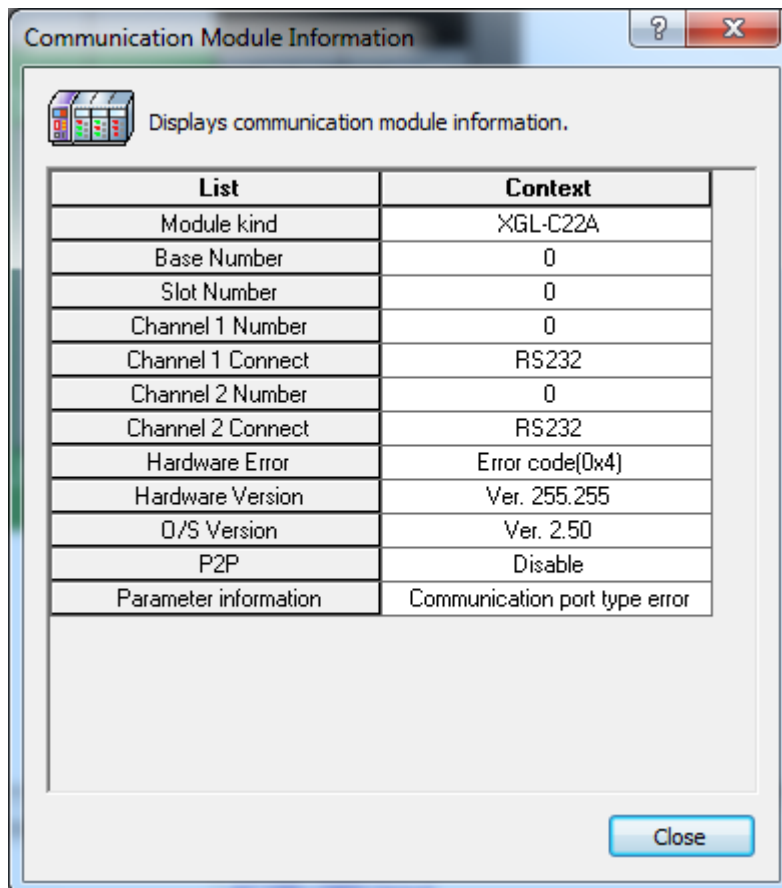 Communication Module Information
Displays communication module information.
List Context
Module kind XGL-C22A
Base Number 0
Slot Number 0
Channel 1 Number 0
Channel 1 Connect RS232
Channel 2 Number 0
Channel 2 Connect RS232
Hardware Error Error code(0x4)
Hardware Version Ver. 255.255
O/S Version Ver. 2.50
P2P Disable
Parameter information Communication port type error
Close